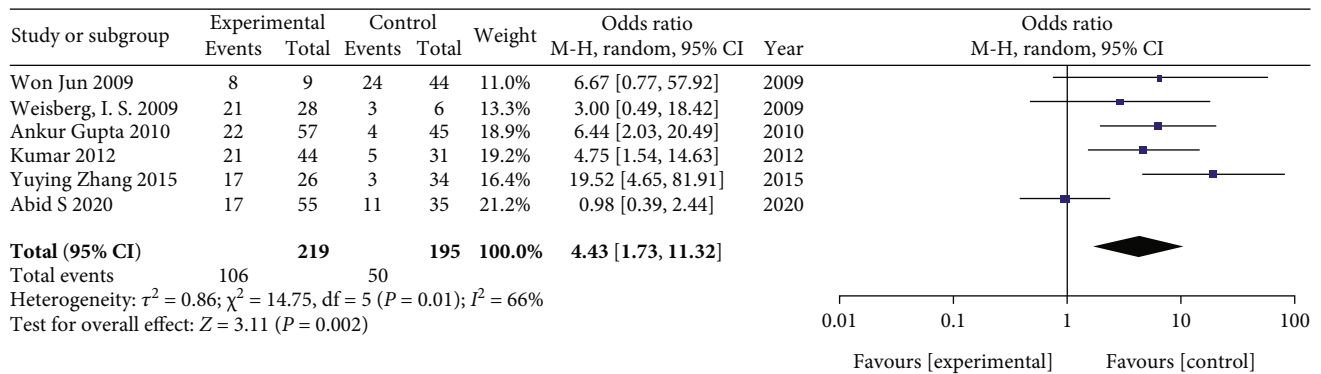 Experimental Control Odds ratio Odds ratio
Study or subgroup Events Total Events Total Weight M-H, random, 95% CI Year M-H, random, 95% CI
Won Jun 2009 8 9 24 44 11.0% 6.67 [0.77, 57.92] 2009
Weisberg, I. S. 2009 21 28 3 6 13.3% 3.00 [0.49, 18.42] 2009
Ankur Gupta 2010 22 57 4 45 18.9% 6.44 [2.03, 20.49] 2010
Kumar 2012 21 44 5 31 19.2% 4.75 [1.54, 14.63] 2012
Yuying Zhang 2015 17 26 3 34 16.4% 19.52 [4.65, 81.91] 2015
Abid S 2020 17 55 11 35 21.2% 0.98 [0.39, 2.44] 2020
Total (95% CI) 219 195 100.0% 4.43 [1.73, 11.32]
Total events 106 50
Heterogeneity: τ² = 0.86; χ² = 14.75, df = 5 (P = 0.01); I² = 66%
Test for overall effect: Z = 3.11 (P = 0.002)
0.01 0.1 1 10 100
Favours [experimental] Favours [control]